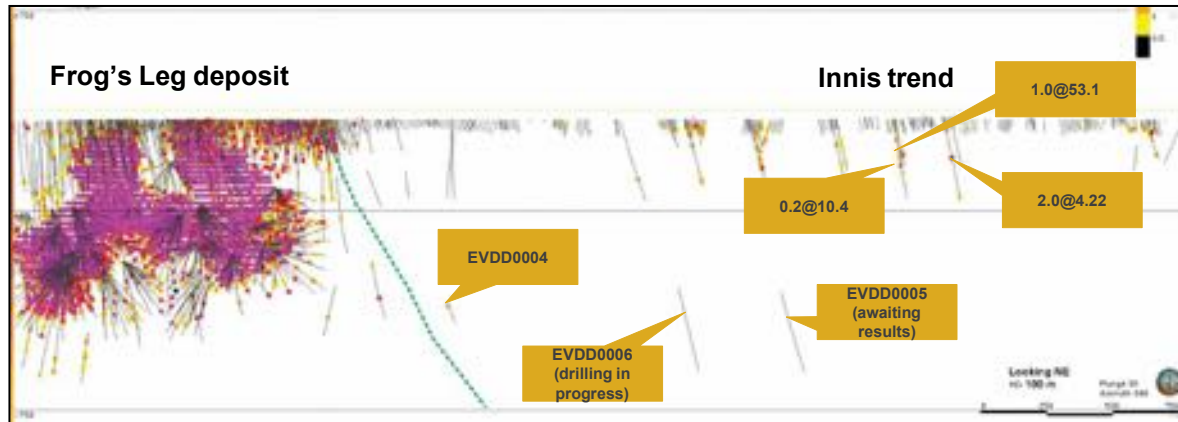 Frog's Leg deposit
Innis trend
1.0@53.1
0.2@10.4
2.0@4.22
EVDD0004
EVDD0005
(awaiting
results)
EVDD0006
(drilling in
progress)
Looking NE
+/- 100 m